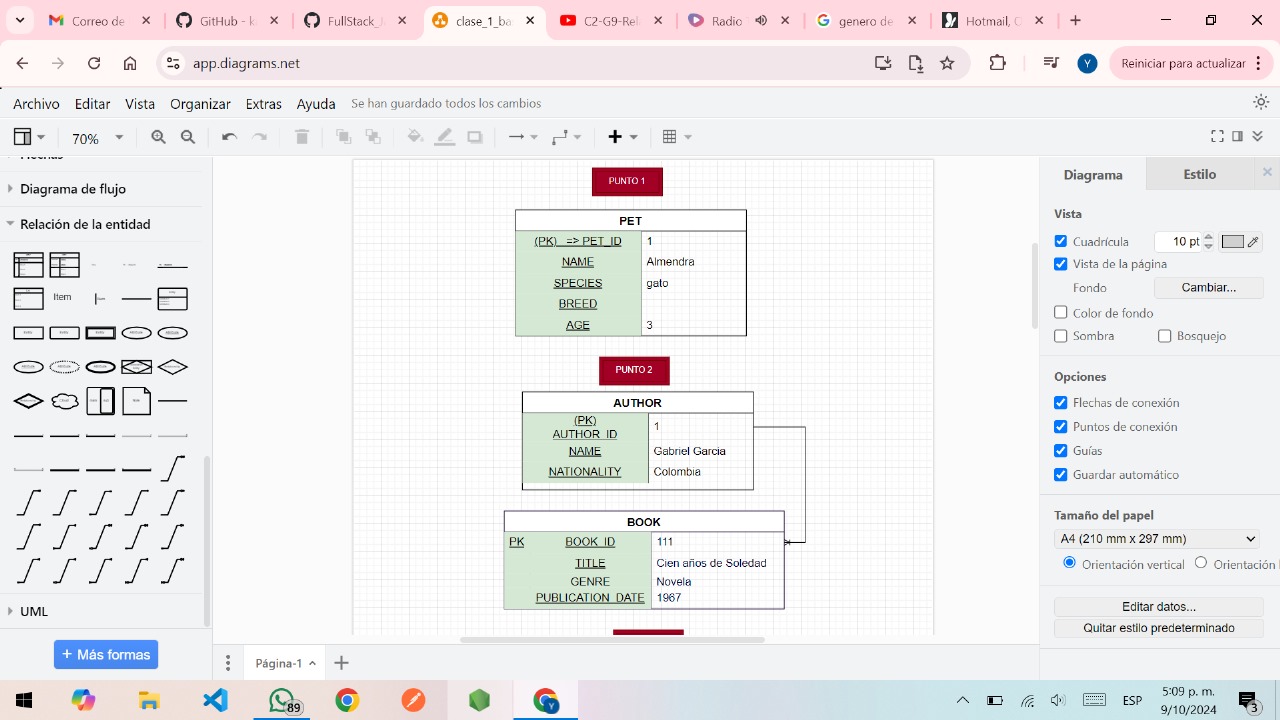 Correo de
GitHub - k
FullStack_J
clase_1_ba
C2-G9-Rel
Radio
genero de
Hotmail, C
app.diagrams.net
Reiniciar para actualizar
Archivo Editar Vista Organizar Extras Ayuda Se han guardado todos los cambios
70%
Diagrama de flujo
Relación de la entidad
Item
UML
+ Más formas
PUNTO 1
PET
(PK) => PET_ID 1
NAME Almendra
SPECIES gato
BREED
AGE 3
PUNTO 2
AUTHOR
(PK)
AUTHOR_ID 1
NAME Gabriel Garcia
NATIONALITY Colombia
BOOK
PK BOOK_ID 111
TITLE Cien años de Soledad
GENRE Novela
PUBLICATION_DATE 1967
Página-1
Diagrama Estilo
Vista
Cuadrícula 10 pt
Vista de la página
Fondo Cambiar...
Color de fondo
Sombra Bosquejo
Opciones
Flechas de conexión
Puntos de conexión
Guías
Guardar automático
Tamaño del papel
A4 (210 mm x 297 mm)
Orientación vertical Orientación
Editar datos...
Quitar estilo predeterminado
89
Y
ESP
5:09 p. m.
9/10/2024
3